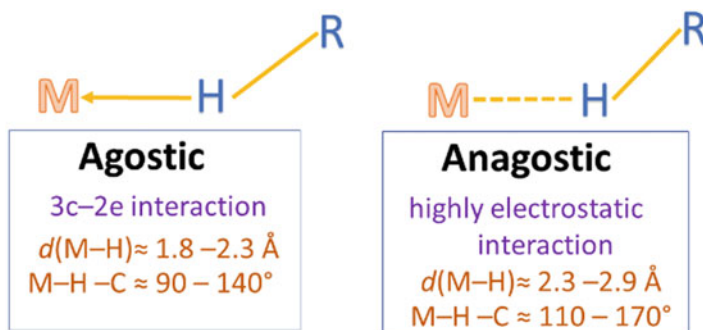 R
M H
Agostic
3c–2e interaction
d(M–H)≈ 1.8 –2.3 Å
M–H –C ≈ 90 – 140°
R
M H
Anagostic
highly electrostatic
interaction
d(M–H)≈ 2.3 –2.9 Å
M–H –C ≈ 110 – 170°